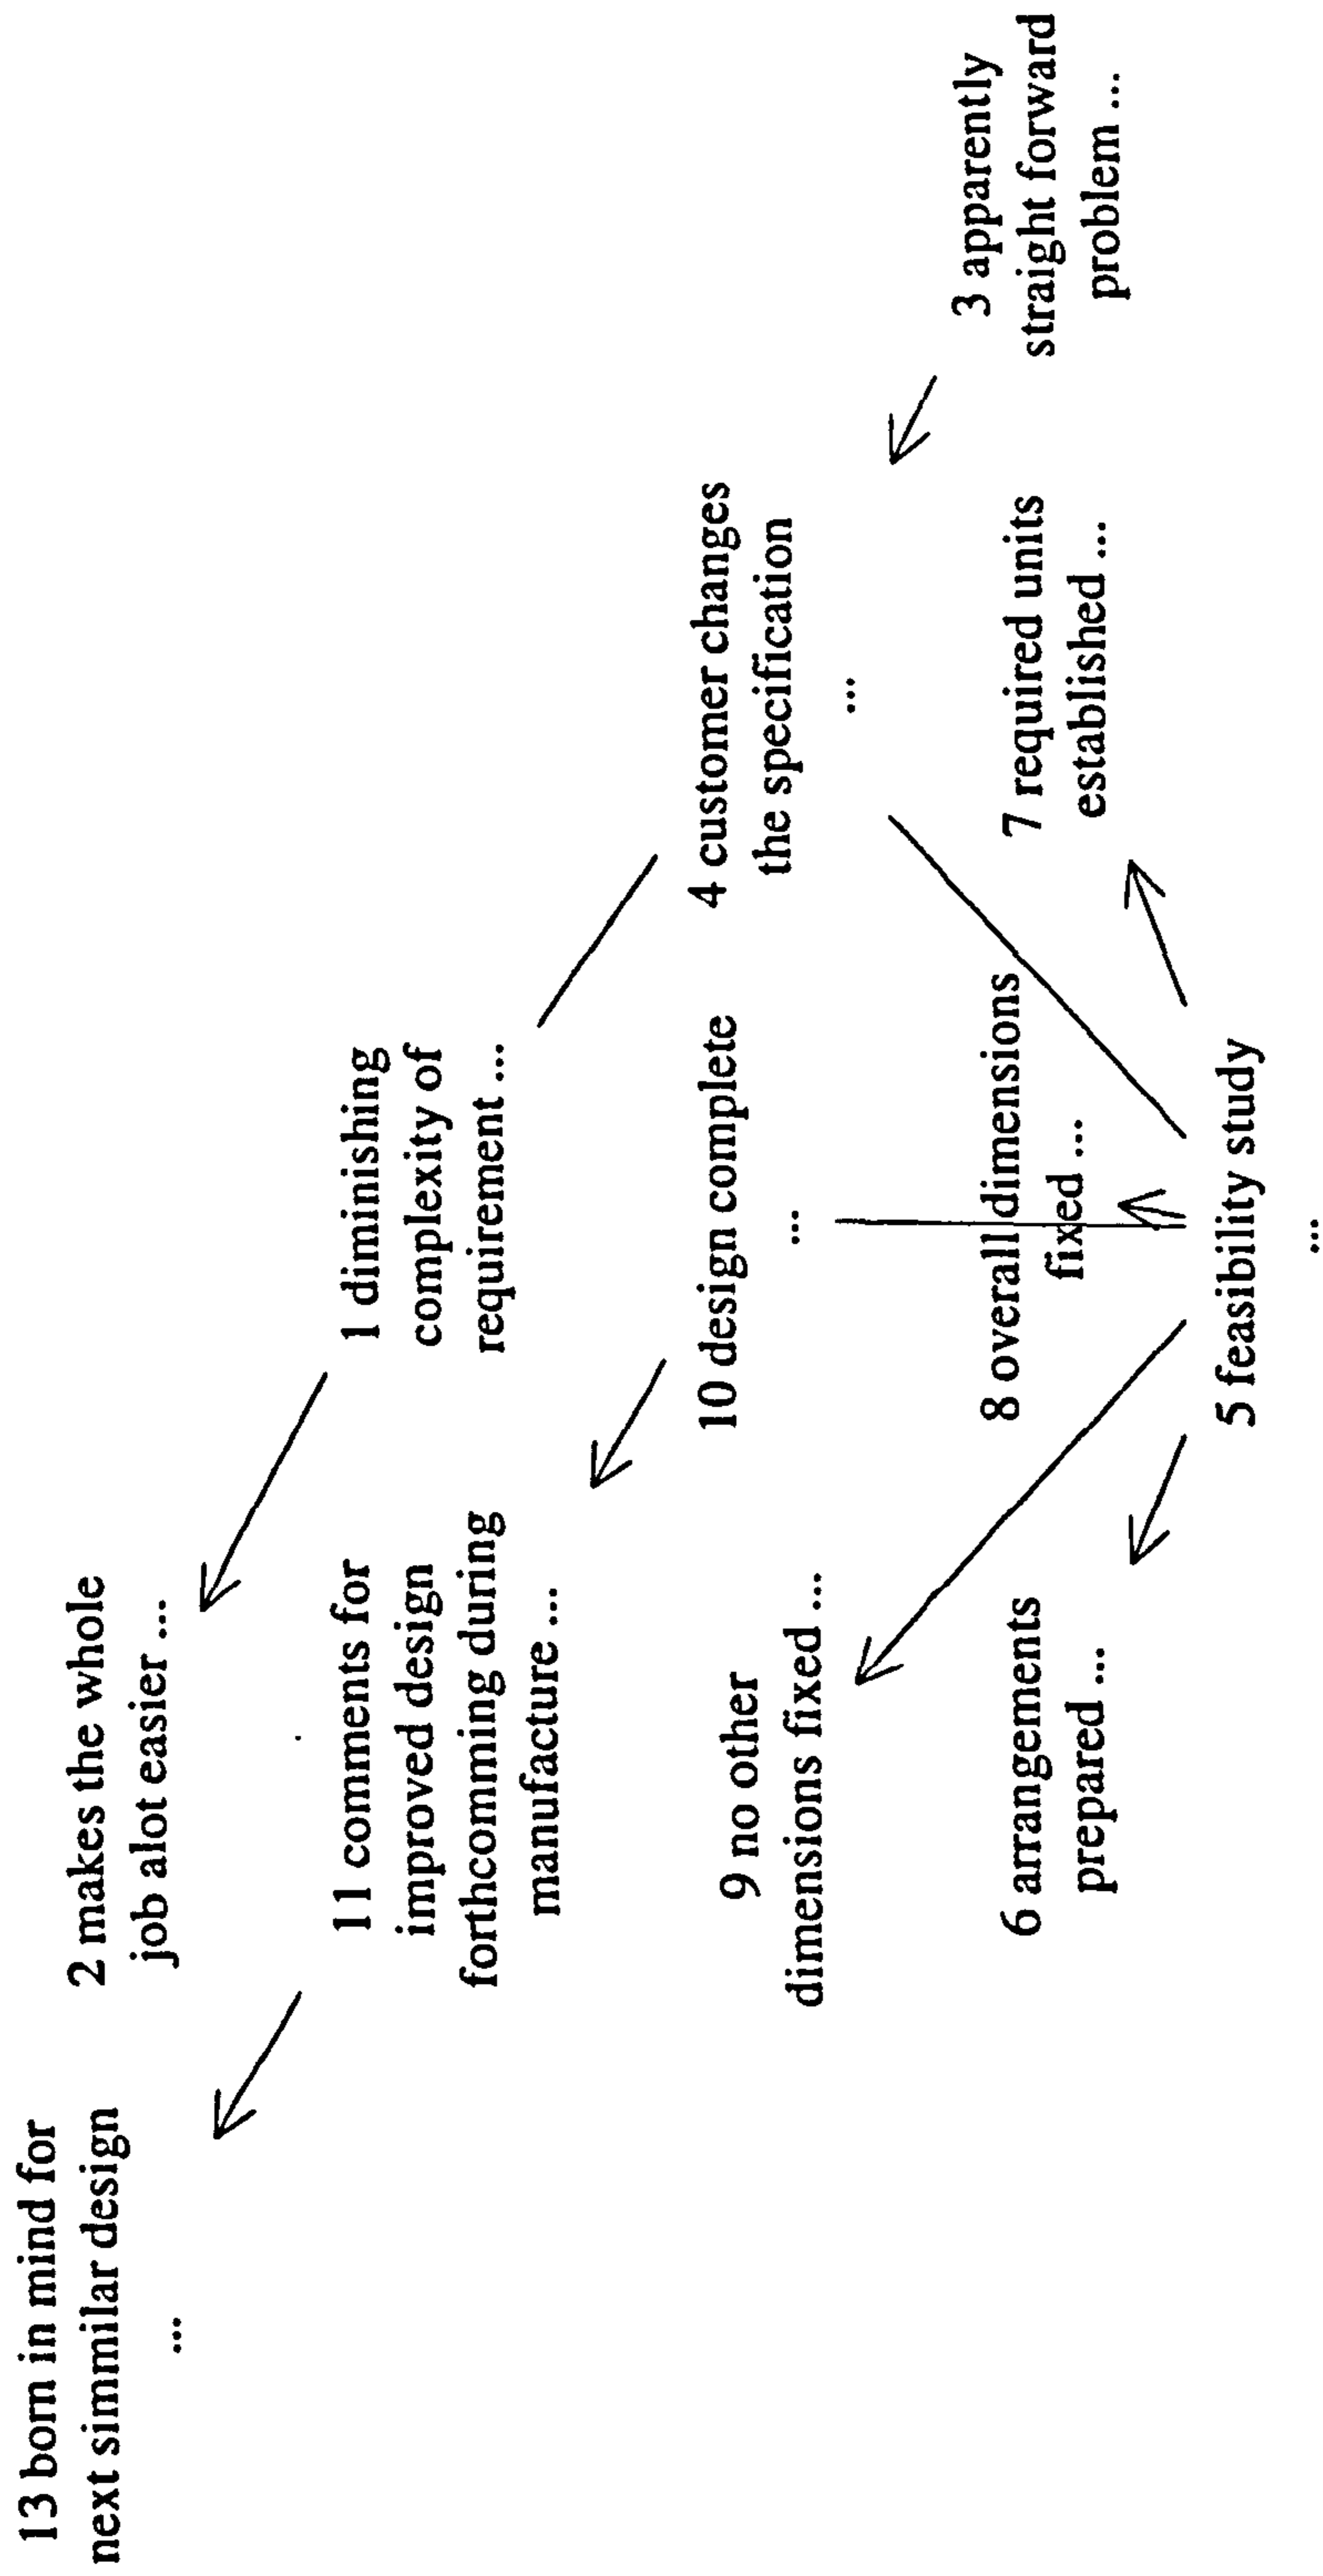 13 born in mind for
next simmilar design
...
2 makes the whole
job alot easier ...
11 comments for
improved design
forthcomming during
manufacture ...
1 diminishing
complexity of
requirement ...
9 no other
dimensions fixed ...
10 design complete
...
4 customer changes
the specification
...
6 arrangements
prepared ...
8 overall dimensions
fixed ...
7 required units
established ...
3 apparently
straight forward
problem ...
5 feasibility study
...